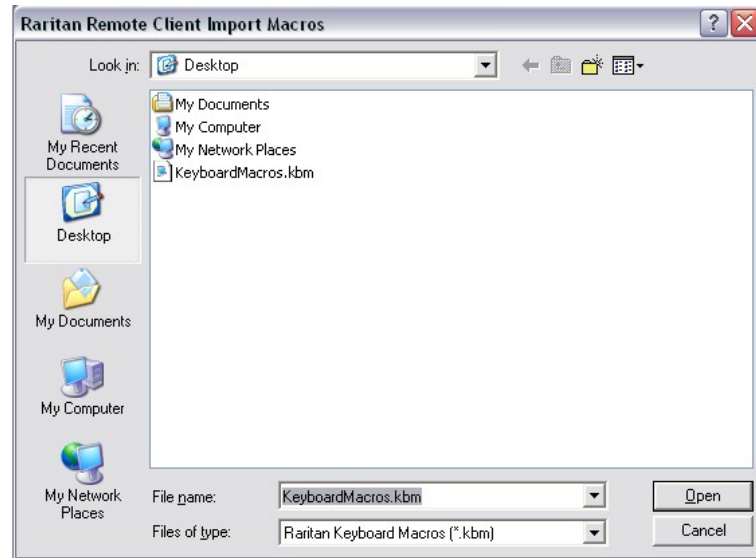 Raritan Remote Client Import Macros
Look in:
Desktop
My Recent
Documents
Desktop
My Documents
My Computer
My Network
Places
My Documents
My Computer
My Network Places
KeyboardMacros.kbm
File name:
KeyboardMacros.kbm
Open
Files of type:
Raritan Keyboard Macros (*.kbm)
Cancel